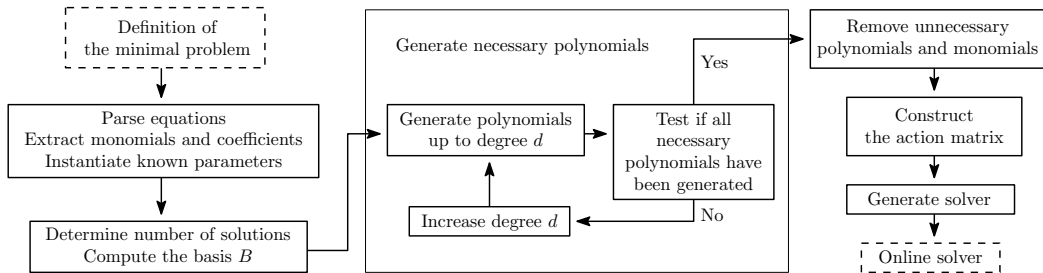 Definition of
the minimal problem
Parse equations
Extract monomials and coefficients
Instantiate known parameters
Determine number of solutions
Compute the basis B
Generate necessary polynomials
Generate polynomials
up to degree d
Test if all
necessary
polynomials have
been generated
Yes
No
Increase degree d
Remove unnecessary
polynomials and monomials
Construct
the action matrix
Generate solver
Online solver